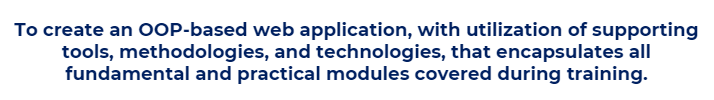 To create an OOP-based web application, with utilization of supporting
tools, methodologies, and technologies, that encapsulates all
fundamental and practical modules covered during training.